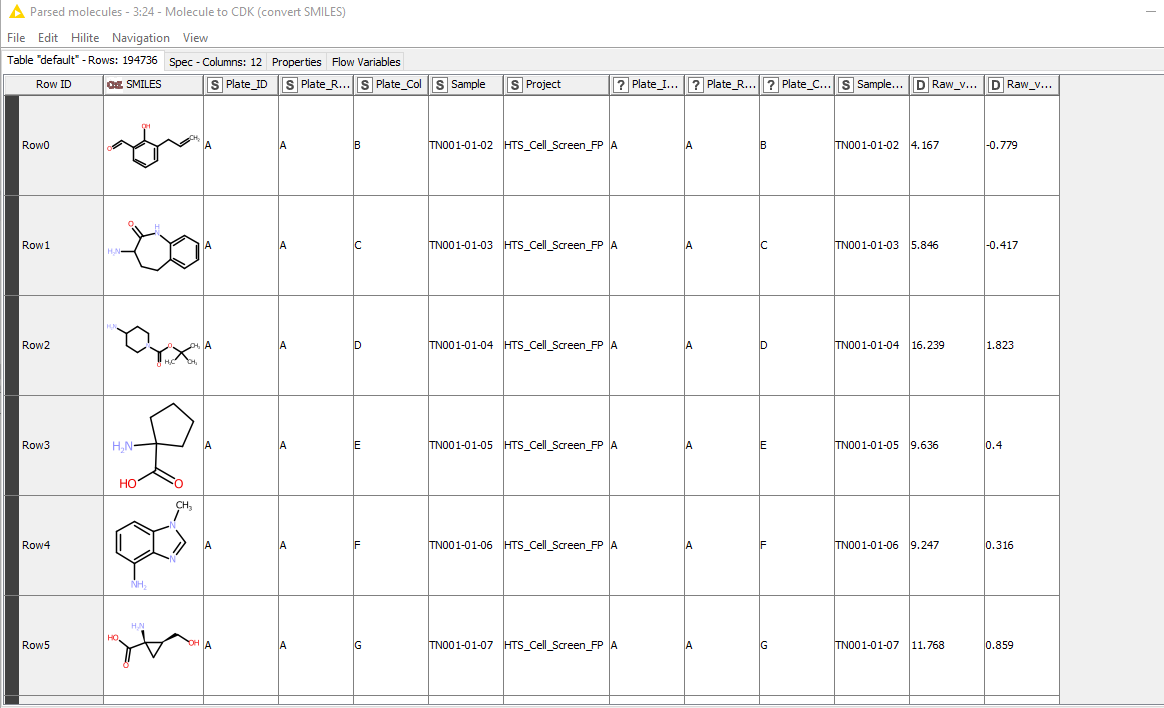 Parsed molecules - 3:24 - Molecule to CDK (convert SMILES)
File Edit Hilite Navigation View
Table "default" - Rows: 194736 Spec - Columns: 12 Properties Flow Variables
Row ID SMILES S Plate_ID S Plate_R... S Plate_Col S Sample S Project ? Plate_I... ? Plate_R... ? Plate_C... S Sample... D Raw_v... D Raw_v...
OH
O CH₃
Row0 A A B TN001-01-02 HTS_Cell_Screen_FP A A B TN001-01-02 4.167 -0.779
O H
N
H₂N
Row1 A A C TN001-01-03 HTS_Cell_Screen_FP A A C TN001-01-03 5.846 -0.417
H₂N
N O CH₃
O H₃C CH₃
Row2 A A D TN001-01-04 HTS_Cell_Screen_FP A A D TN001-01-04 16.239 1.823
H₂N
Row3 A A E TN001-01-05 HTS_Cell_Screen_FP A A E TN001-01-05 9.636 0.4
HO O
CH₃
N
Row4 A A F TN001-01-06 HTS_Cell_Screen_FP A A F TN001-01-06 9.247 0.316
N
NH₂
H₂N
HO OH
Row5 A A G TN001-01-07 HTS_Cell_Screen_FP A A G TN001-01-07 11.768 0.859
O